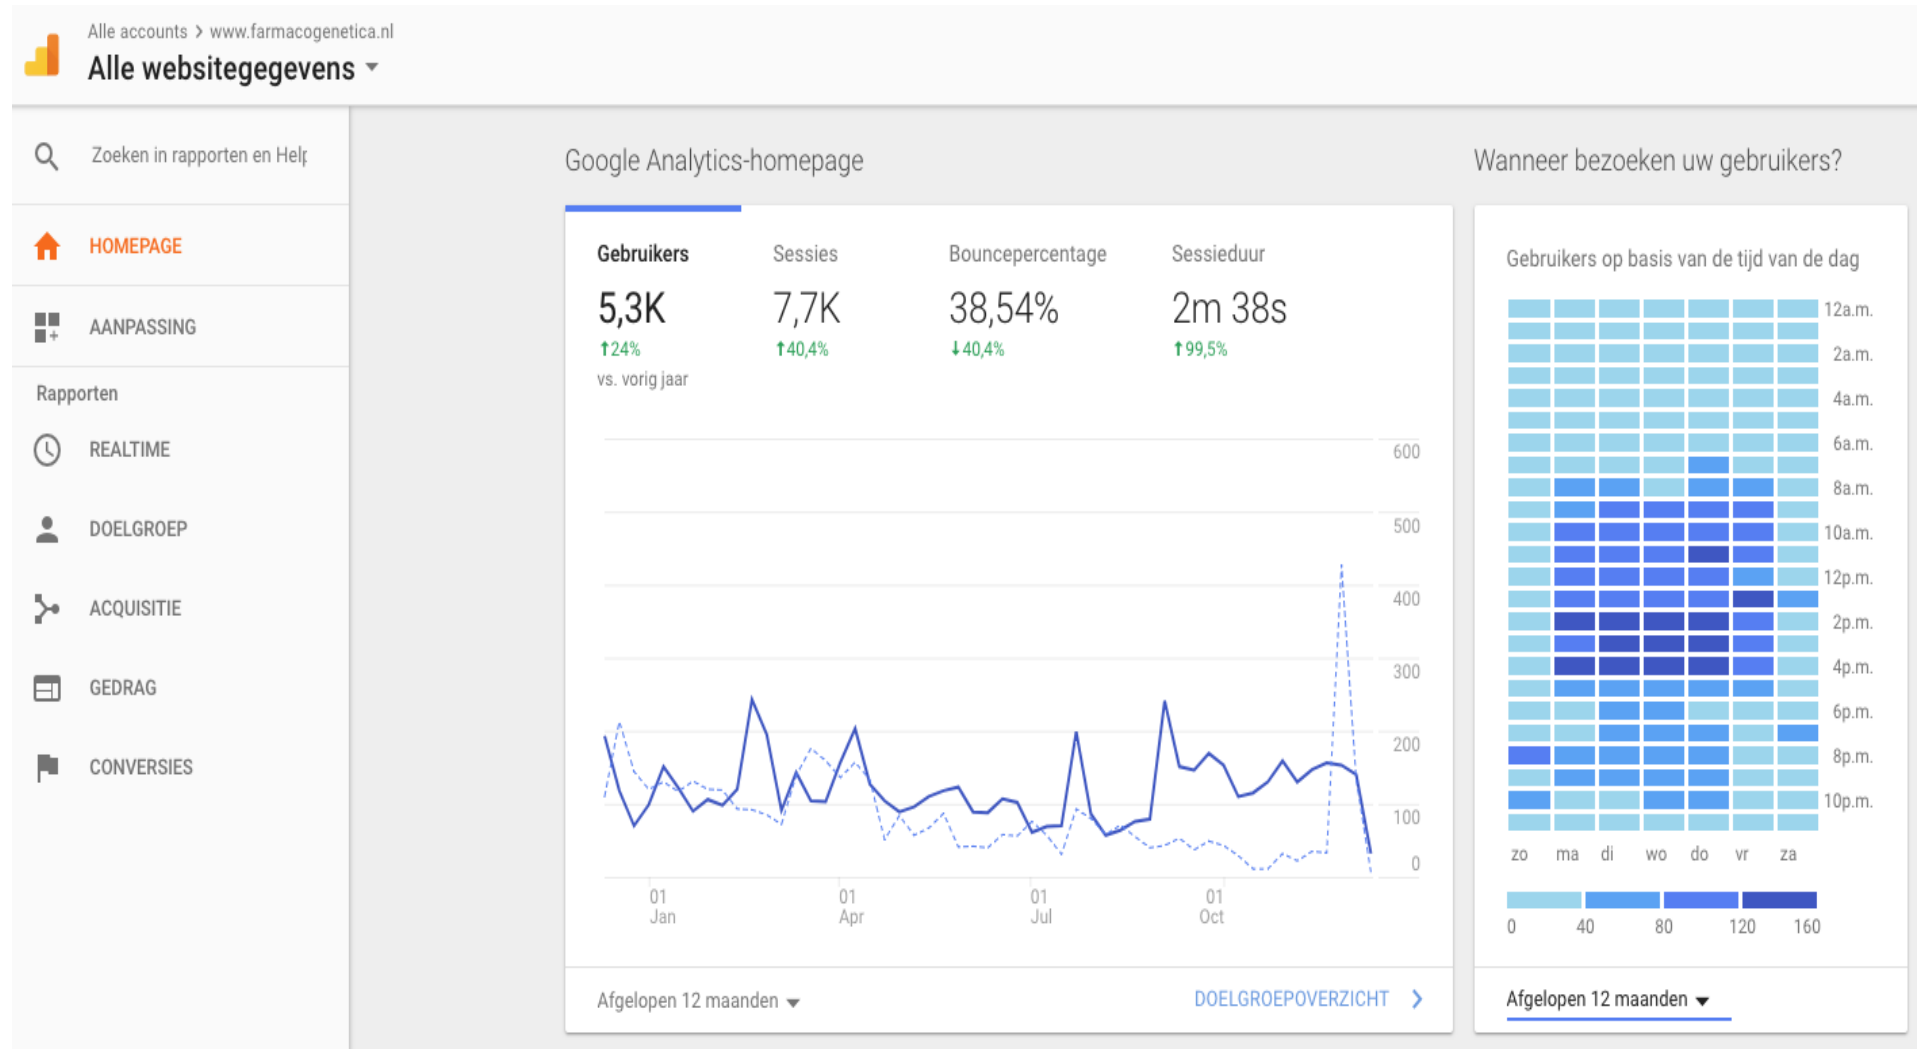 Alle accounts > www.farmacogenetica.nl
Alle websitegegevens
Zoeken in rapporten en Help
HOMEPAGE
AANPASSING
Rapporten
REALTIME
DOELGROEP
ACQUISITIE
GEDRAG
CONVERSIES
Google Analytics-homepage
Gebruikers
5,3K
↑24%
vs. vorig jaar
Sessies
7,7K
↑40,4%
Bouncepercentage
38,54%
↓40,4%
Sessieduur
2m 38s
↑99,5%
600
500
400
300
200
100
0
01
Jan
01
Apr
01
Jul
01
Oct
Afgelopen 12 maanden
DOELGROEPOVERZICHT
Wanneer bezoeken uw gebruikers?
Gebruikers op basis van de tijd van de dag
12a.m.
2a.m.
4a.m.
6a.m.
8a.m.
10a.m.
12p.m.
2p.m.
4p.m.
6p.m.
8p.m.
10p.m.
zo ma di wo do vr za
0 40 80 120 160
Afgelopen 12 maanden